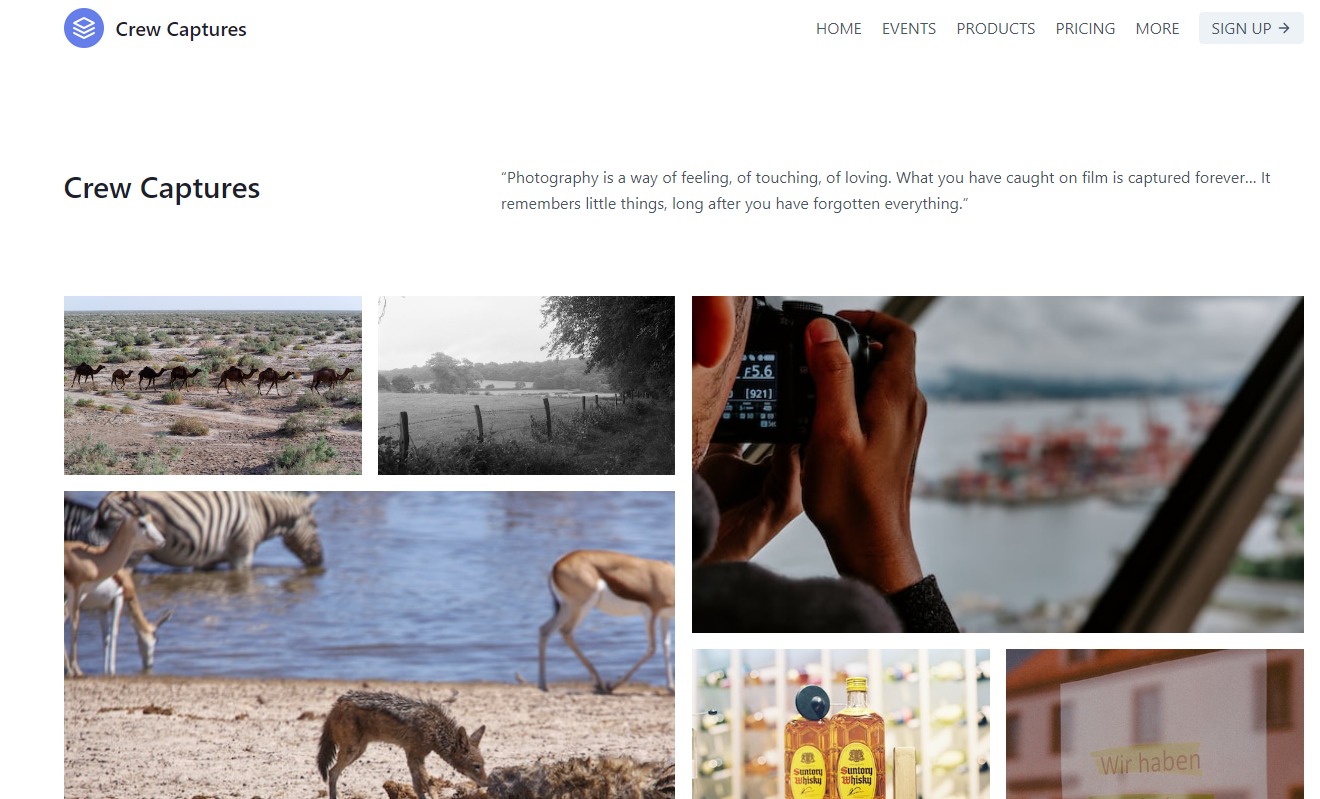 Crew Captures
HOME EVENTS PRODUCTS PRICING MORE SIGN UP →
Crew Captures
“Photography is a way of feeling, of touching, of loving. What you have caught on film is captured forever... It
remembers little things, long after you have forgotten everything.”
F5.6
[921]
Suntory Whisky
Suntory Whisky
Wir haben